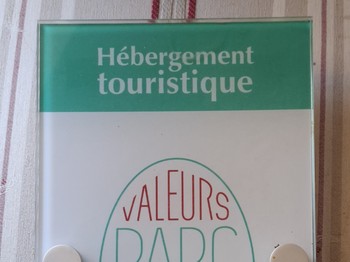 Hébergement
touristique
VALEURS
PARC